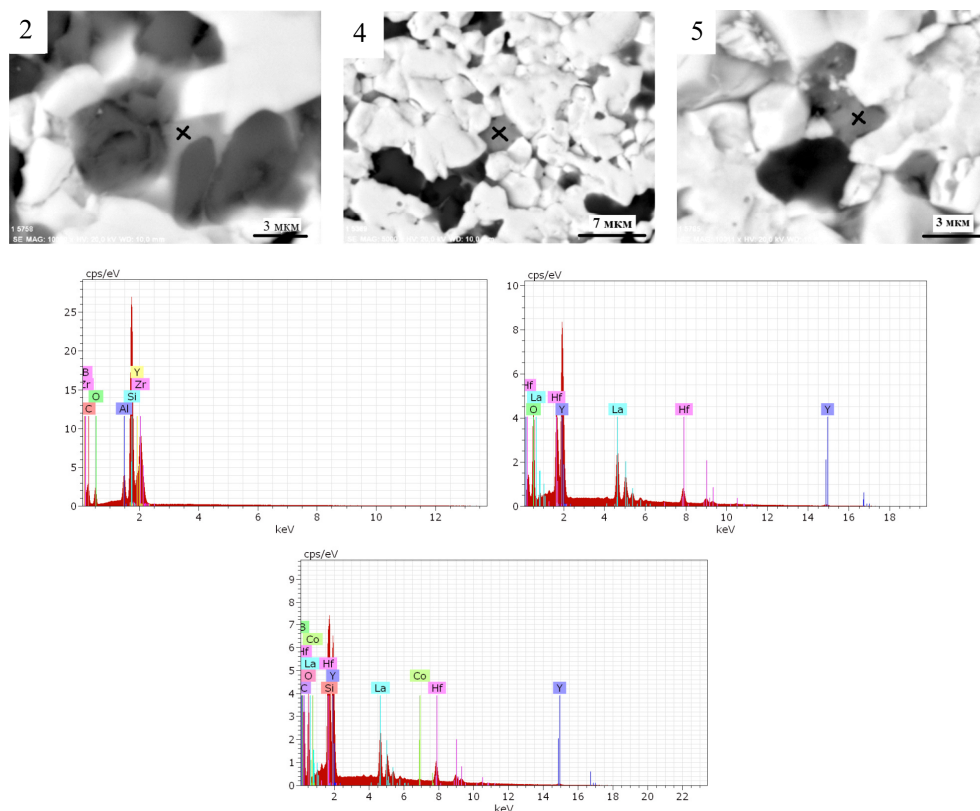 2
4
5
3 мкм
7 мкм
3 мкм
cps/eV
25
20
15
10
5
0
B
Y
Zr
Zr
O
Si
C
Al
2
4
6
8
10
12
keV
cps/eV
10
8
6
4
2
0
Hf
La
Hf
O
Y
La
Hf
Y
2
4
6
8
10
12
14
16
18
keV
cps/eV
9
8
7
6
5
4
3
2
1
0
Co
Hf
La
Hf
O
Y
C
Si
La
Co
Hf
Y
2
4
6
8
10
12
14
16
18
20
22
keV